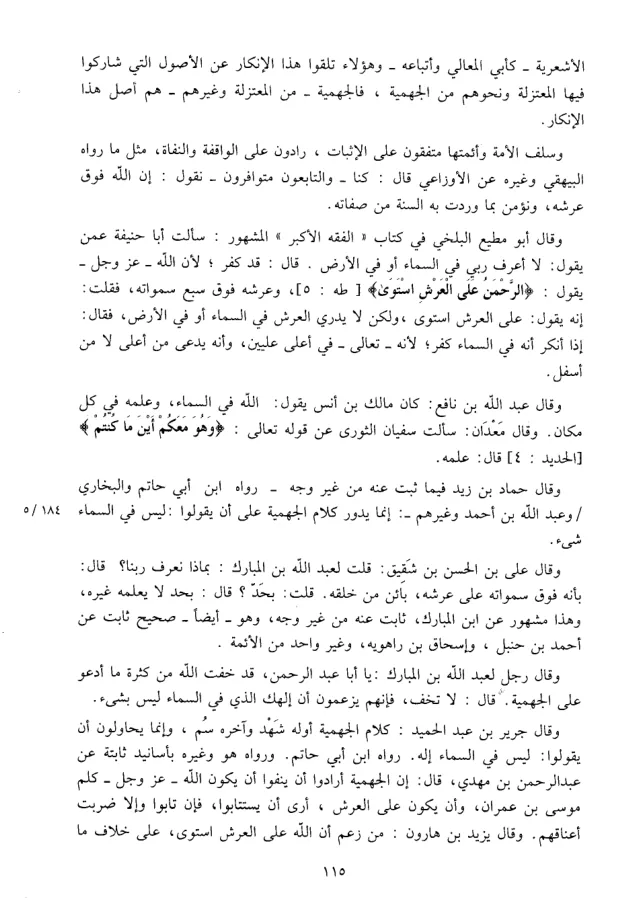 الأشعرية ـ كأبي المعالي وأتباعه ـ وهؤلاء تلقوا هذا الإنكار عن الأصول التي شاركوا
فيها المعتزلة ونحوهم من الجهمية ، فالجهمية ـ من المعتزلة وغيرهم ـ هم أصل هذا
الإنكار .
وسلف الأمة وأئمتها متفقون على الإثبات ، رادون على الواقفة والنفاة، مثل ما رواه
البيهقي وغيره عن الأوزاعي قال : كنا ـ والتابعون متوافرون ـ نقول : إن الله فوق
عرشه، ونؤمن بما وردت به السنة من صفاته.
وقال أبو مطيع البلخي في كتاب « الفقه الأكبر » المشهور : سألت أبا حنيفة عمن
يقول: لا أعرف ربي في السماء أو في الأرض . قال : قد كفر ؛ لأن الله ـ عز وجل ـ
يقول : ﴿الرَّحْمَنُ عَلَى الْعَرْشِ اسْتَوَىٰ﴾ [ طه : ٥]، وعرشه فوق سبع سمواته، فقلت:
إنه يقول: على العرش استوى ،ولكن لا يدري العرش في السماء أو في الأرض، فقال:
إذا أنكر أنه في السماء كفر؛ لأنه ـ تعالى ـ في أعلى عليين، وأنه يدعى من أعلى لا من
أسفل.
وقال عبد الله بن نافع: كان مالك بن أنس يقول: الله في السماء، وعلمه في كل
مكان. وقال مَعْدَان: سألت سفيان الثورى عن قوله تعالى : ﴿وَهُوَ مَعَكُمْ أَيْنَ مَا كُنتُمْ ﴾
[الحديد : ٤] قال: علمه.
وقال حماد بن زيد فيما ثبت عنه من غير وجه ـ رواه ابن أبي حاتم والبخاري
/ وعبد الله بن أحمد وغيرهم ـ: إنما يدور كلام الجهمية على أن يقولوا :ليس في السماء ٥/١٨٤
شىء.
وقال على بن الحسن بن شَقِيق: قلت لعبد الله بن المبارك : بماذا نعرف ربنا؟ قال:
بأنه فوق سمواته على عرشه، بائن من خلقه. قلت: بحَدّ ؟ قال : بحد لا يعلمه غيره،
وهذا مشهور عن ابن المبارك، ثابت عنه من غير وجه، وهو ـ أيضاً ـ صحيح ثابت عن
أحمد بن حنبل ، وإسحاق بن راهويه، وغير واحد من الأئمة .
وقال رجل لعبد الله بن المبارك :يا أبا عبد الرحمن، قد خفت الله من كثرة ما أدعو
على الجهمية. قال : لا تخف، فإنهم يزعمون أن إلهك الذي في السماء ليس بشىء.
وقال جرير بن عبد الحميد : كلام الجهمية أوله شَهْد وآخره سُم ، وإنما يحاولون أن
يقولوا: ليس في السماء إله. رواه ابن أبي حاتم. ورواه هو وغيره بأسانيد ثابتة عن
عبدالرحمن بن مهدي، قال: إن الجهمية أرادوا أن ينفوا أن يكون الله ـ عز وجل ـ كلم
موسى بن عمران، وأن يكون على العرش ، أرى أن يستتابوا، فإن تابوا وإلا ضربت
أعناقهم. وقال يزيد بن هارون : من زعم أن الله على العرش استوى، على خلاف ما
١١٥